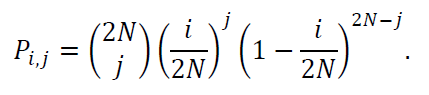 P_{i,j} = \binom{2N}{j} \left( \frac{i}{2N} \right)^{j} \left( 1 - \frac{i}{2N} \right)^{2N-j}.